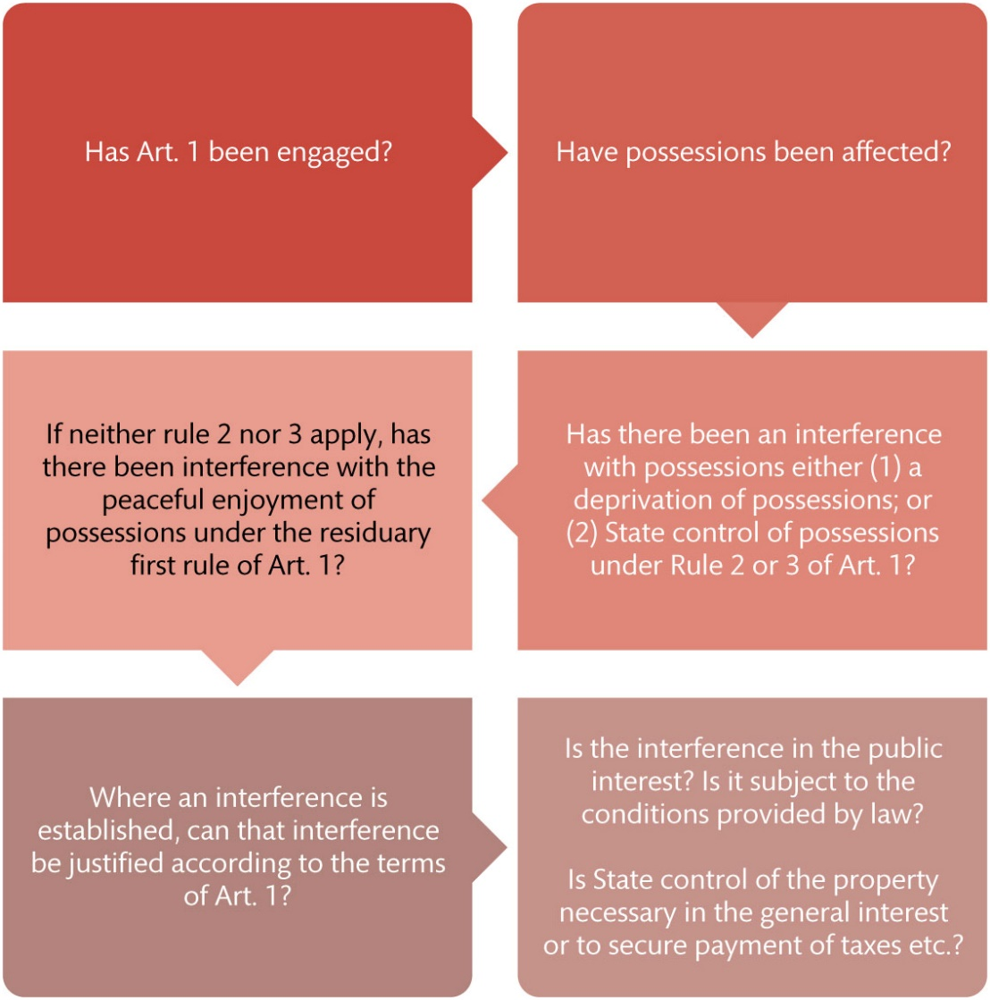 Has Art. 1 been engaged?
Have possessions been affected?
Has there been an interference
with possessions either (1) a
deprivation of possessions; or
(2) State control of possessions
under Rule 2 or 3 of Art. 1?
If neither rule 2 nor 3 apply, has
there been interference with the
peaceful enjoyment of
possessions under the residuary
first rule of Art. 1?
Where an interference is
established, can that interference
be justified according to the terms
of Art. 1?
Is the interference in the public
interest? Is it subject to the
conditions provided by law?
Is State control of the property
necessary in the general interest
or to secure payment of taxes etc.?